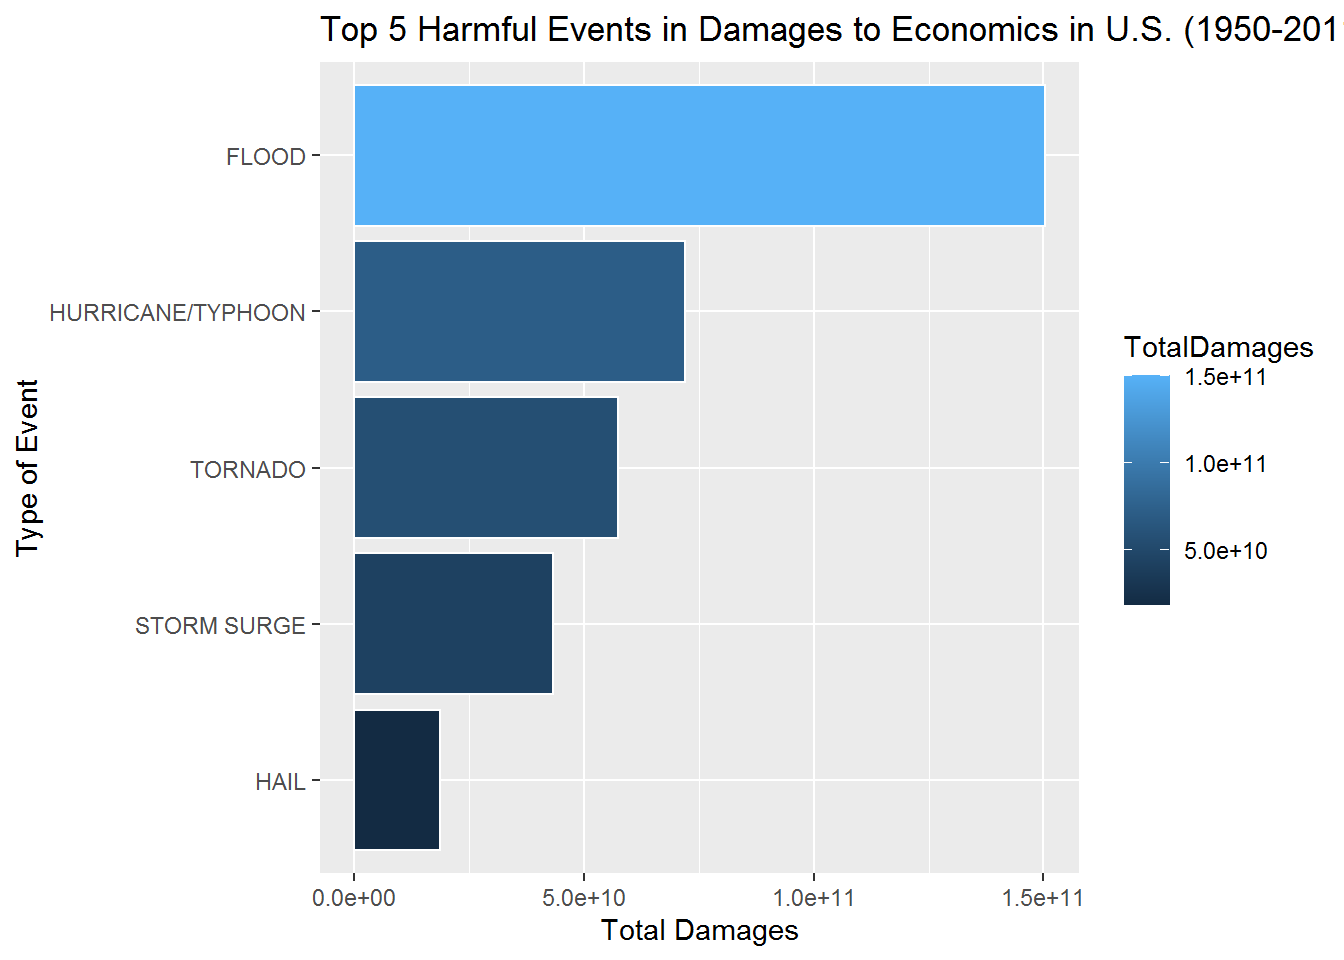 Top 5 Harmful Events in Damages to Economics in U.S. (1950-201
FLOOD
HURRICANE/TYPHOON
TORNADO
STORM SURGE
HAIL
Type of Event
0.0e+00
5.0e+10
1.0e+11
1.5e+11
Total Damages
TotalDamages
1.5e+11
1.0e+11
5.0e+10